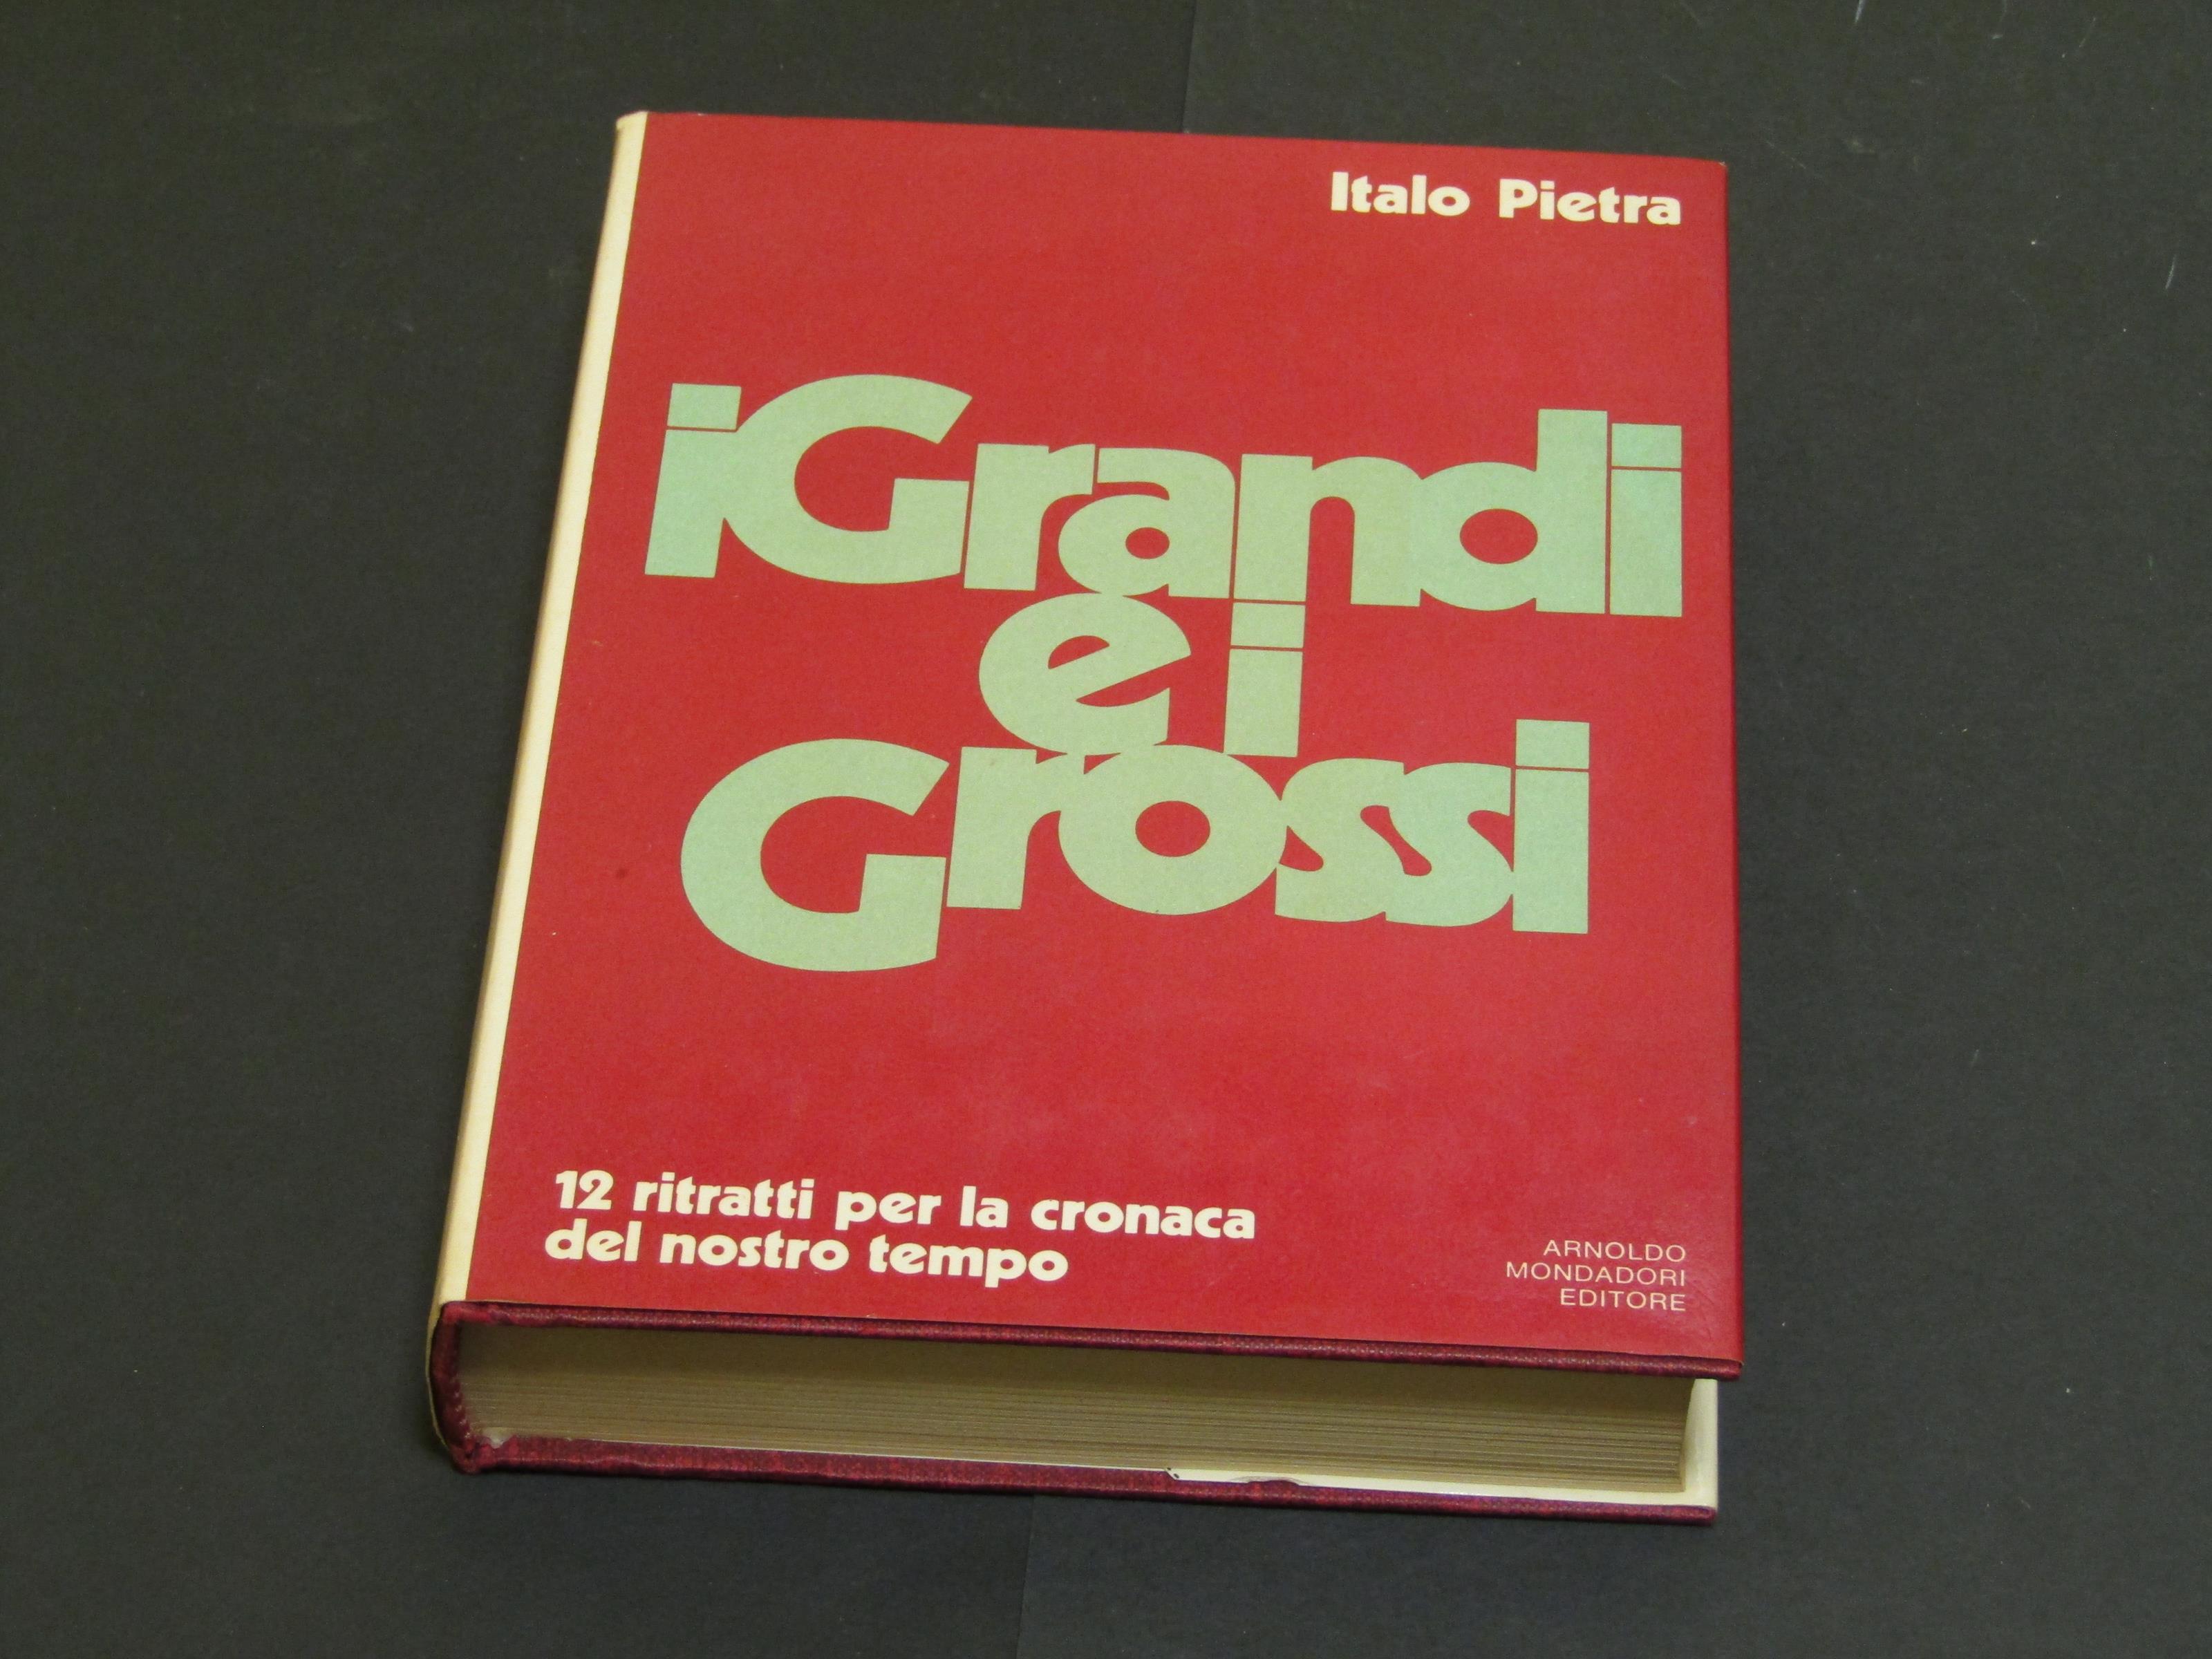 Italo Pietra
i Grandi
e i
Grossi
12 ritratti per la cronaca
del nostro tempo
ARNOLDO
MONDADORI
EDITORE